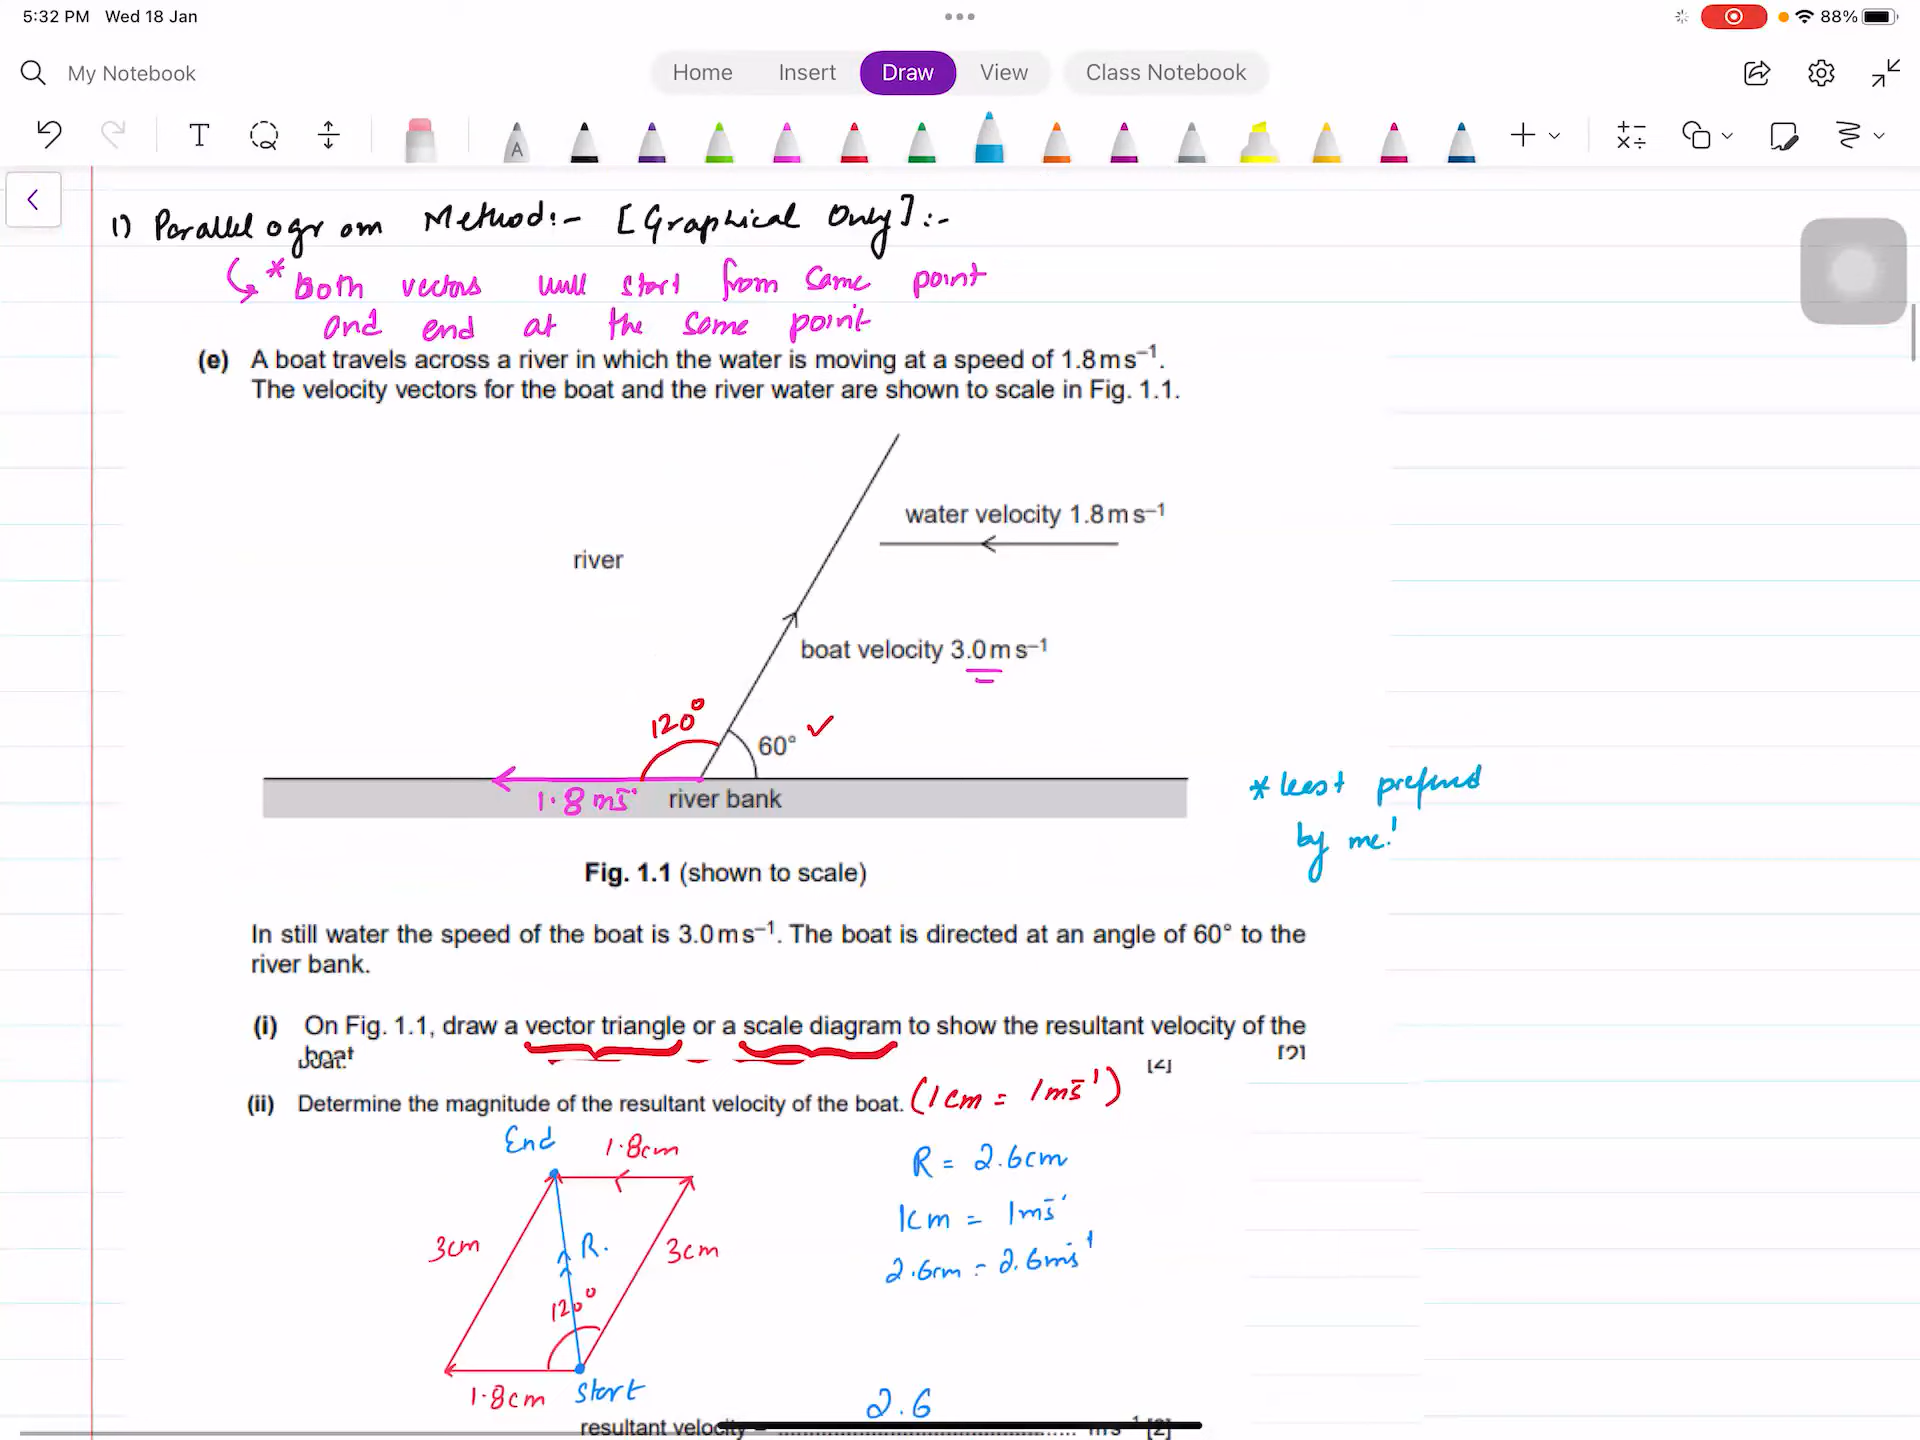 5:32 PM Wed 18 Jan
88%
My Notebook
Home Insert Draw View Class Notebook
1) Parallelogram Method:- [Graphical Only]:-
* both vectors will start from same point
and end at the same point
(e) A boat travels across a river in which the water is moving at a speed of 1.8 m s⁻¹.
The velocity vectors for the boat and the river water are shown to scale in Fig. 1.1.
water velocity 1.8 m s⁻¹
river
boat velocity 3.0 m s⁻¹
120°
60° ✓
1.8 ms⁻¹ river bank
* least preferred
by me!
Fig. 1.1 (shown to scale)
In still water the speed of the boat is 3.0 m s⁻¹. The boat is directed at an angle of 60° to the
river bank.
(i) On Fig. 1.1, draw a vector triangle or a scale diagram to show the resultant velocity of the
boat. [2]
(ii) Determine the magnitude of the resultant velocity of the boat. (1cm = 1ms⁻¹)
End 1.8cm
R = 2.6cm
1cm = 1ms⁻¹
3cm R. 3cm
2.6cm = 2.6ms⁻¹
120°
1.8cm Start
2.6
resultant velocity = ........ m s⁻¹ [2]